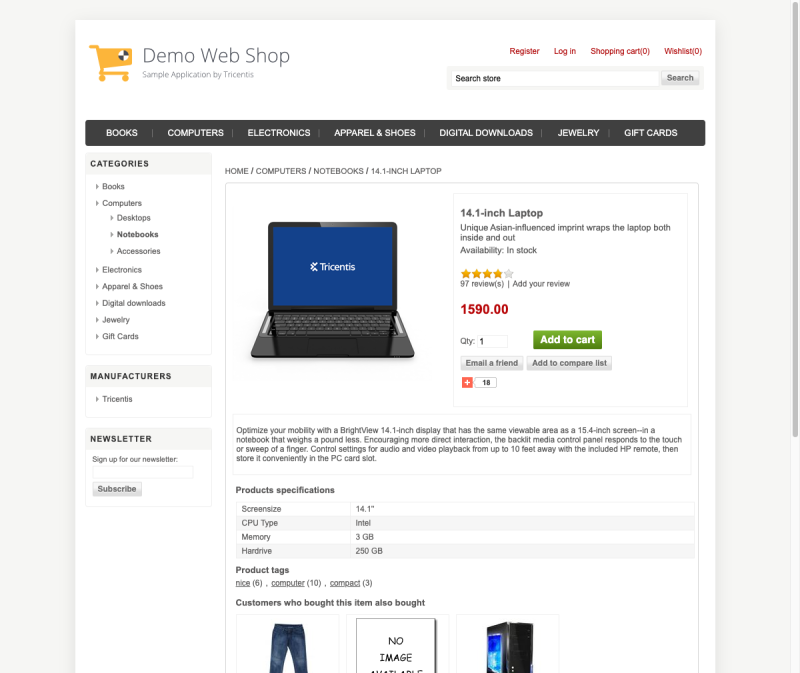 Demo Web Shop
Sample Application by Tricentis
Register Log in Shopping cart(0) Wishlist(0)
Search store Search
BOOKS | COMPUTERS | ELECTRONICS | APPAREL & SHOES | DIGITAL DOWNLOADS | JEWELRY | GIFT CARDS
CATEGORIES
Books
Computers
Desktops
Notebooks
Accessories
Electronics
Apparel & Shoes
Digital downloads
Jewelry
Gift Cards
MANUFACTURERS
Tricentis
NEWSLETTER
Sign up for our newsletter:
Subscribe
HOME / COMPUTERS / NOTEBOOKS / 14.1-INCH LAPTOP
Tricentis
14.1-inch Laptop
Unique Asian-influenced imprint wraps the laptop both
inside and out
Availability: In stock
97 review(s) | Add your review
1590.00
Qty: 1 Add to cart
Email a friend Add to compare list
+ 18
Optimize your mobility with a BrightView 14.1-inch display that has the same viewable area as a 15.4-inch screen--in a
notebook that weighs a pound less. Encouraging more direct interaction, the backlit media control panel responds to the touch
or sweep of a finger. Control settings for audio and video playback from up to 10 feet away with the included HP remote, then
store it conveniently in the PC card slot.
Products specifications
Screensize 14.1"
CPU Type Intel
Memory 3 GB
Hardrive 250 GB
Product tags
nice (6) , computer (10) , compact (3)
Customers who bought this item also bought
NO
IMAGE
AVAILABLE